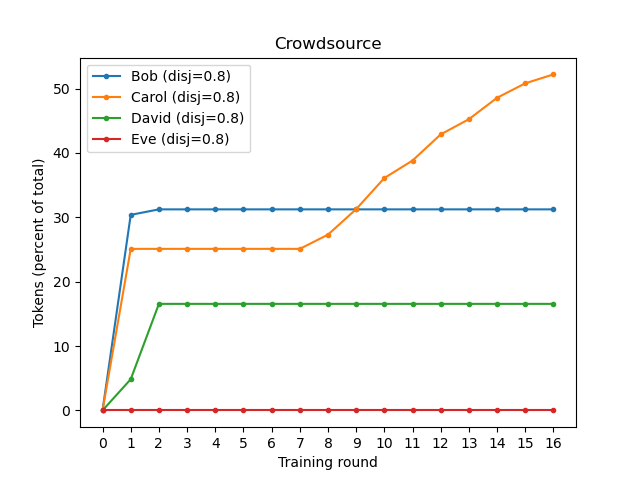 Crowdsource
Bob (disj=0.8)
Carol (disj=0.8)
David (disj=0.8)
Eve (disj=0.8)
Tokens (percent of total)
50
40
30
20
10
0
0 1 2 3 4 5 6 7 8 9 10 11 12 13 14 15 16
Training round